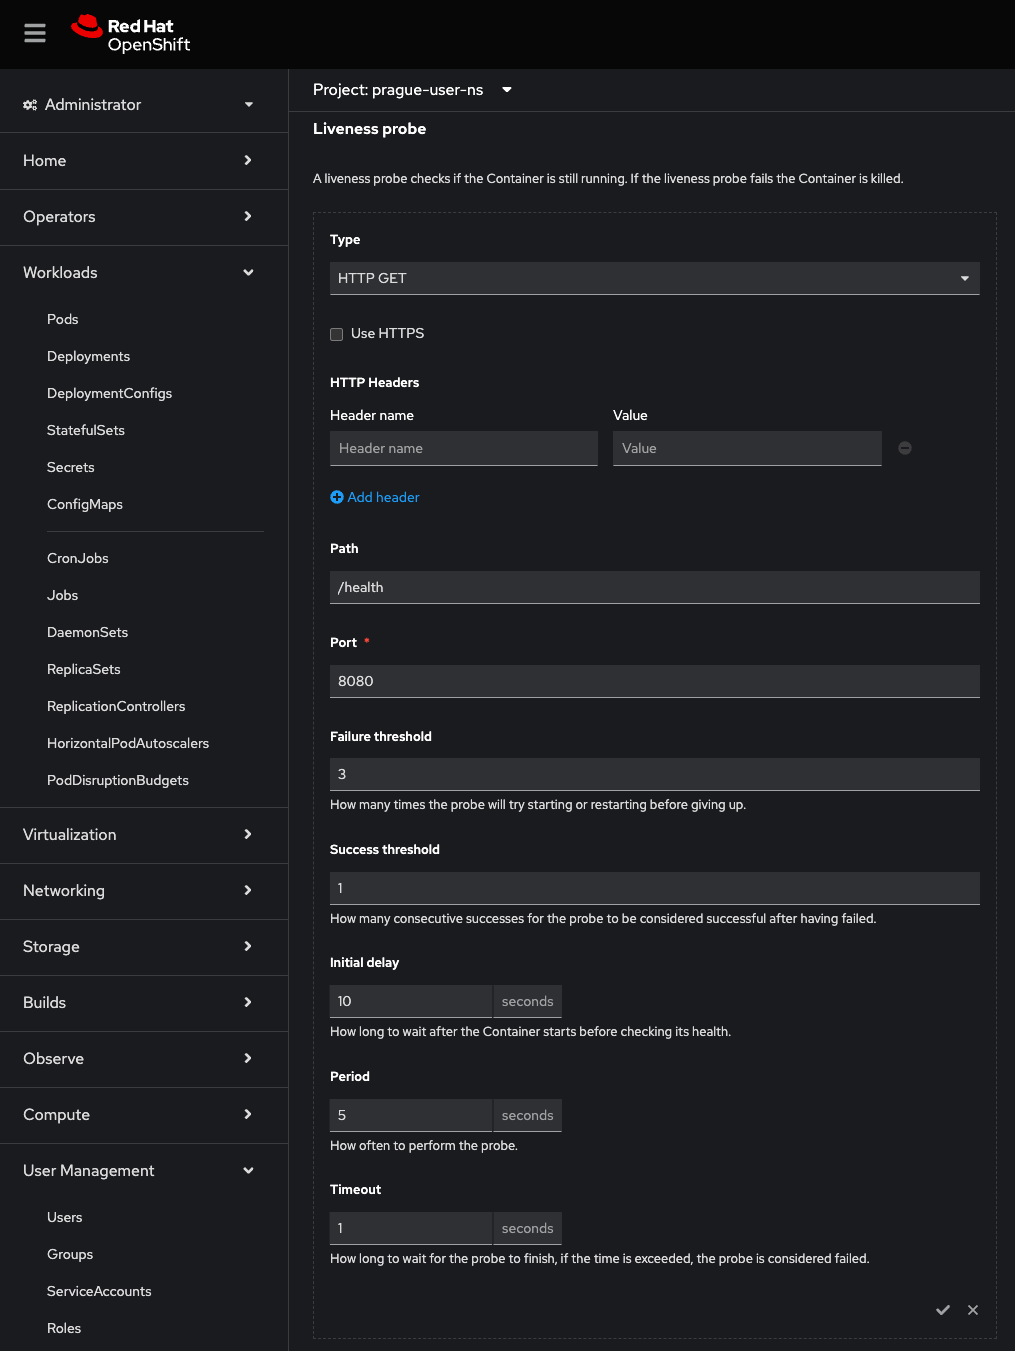 Red Hat
OpenShift
Administrator
Home
Operators
Workloads
Pods
Deployments
DeploymentConfigs
StatefulSets
Secrets
ConfigMaps
CronJobs
Jobs
DaemonSets
ReplicaSets
ReplicationControllers
HorizontalPodAutoscalers
PodDisruptionBudgets
Virtualization
Networking
Storage
Builds
Observe
Compute
User Management
Users
Groups
ServiceAccounts
Roles
Project: prague-user-ns
Liveness probe
A liveness probe checks if the Container is still running. If the liveness probe fails the Container is killed.
Type
HTTP GET
Use HTTPS
HTTP Headers
Header name Value
Header name Value
Add header
Path
/health
Port *
8080
Failure threshold
3
How many times the probe will try starting or restarting before giving up.
Success threshold
1
How many consecutive successes for the probe to be considered successful after having failed.
Initial delay
10 seconds
How long to wait after the Container starts before checking its health.
Period
5 seconds
How often to perform the probe.
Timeout
1 seconds
How long to wait for the probe to finish, if the time is exceeded, the probe is considered failed.